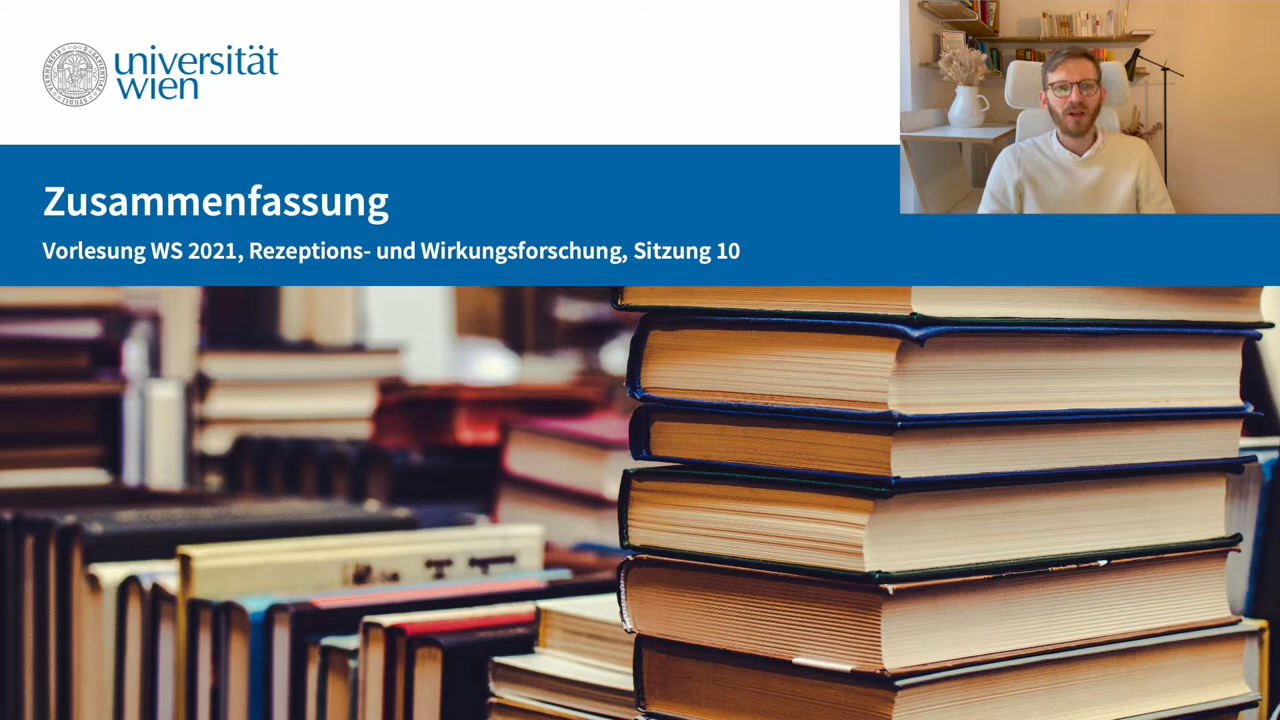 universität
wien
Zusammenfassung
Vorlesung WS 2021, Rezeptions- und Wirkungsforschung, Sitzung 10